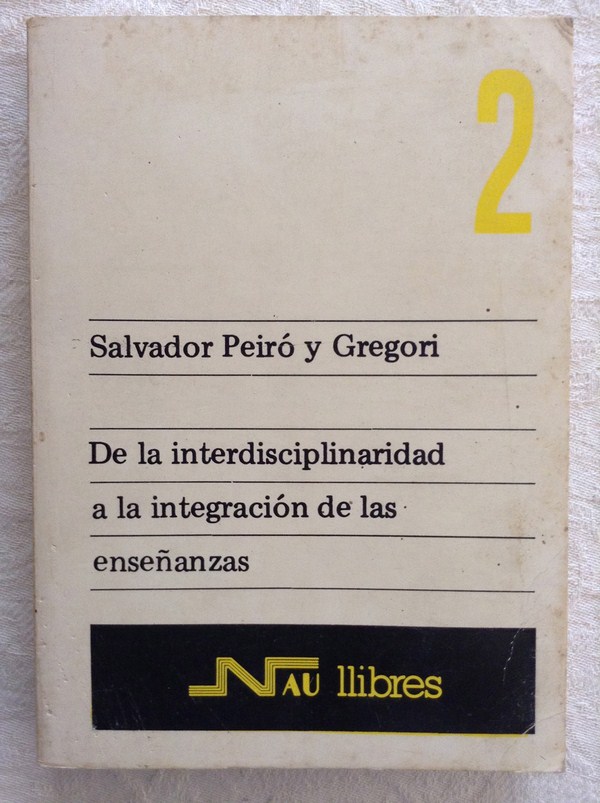 2
Salvador Peiró y Gregori
De la interdisciplinaridad
a la integración de las
enseñanzas
NAU llibres